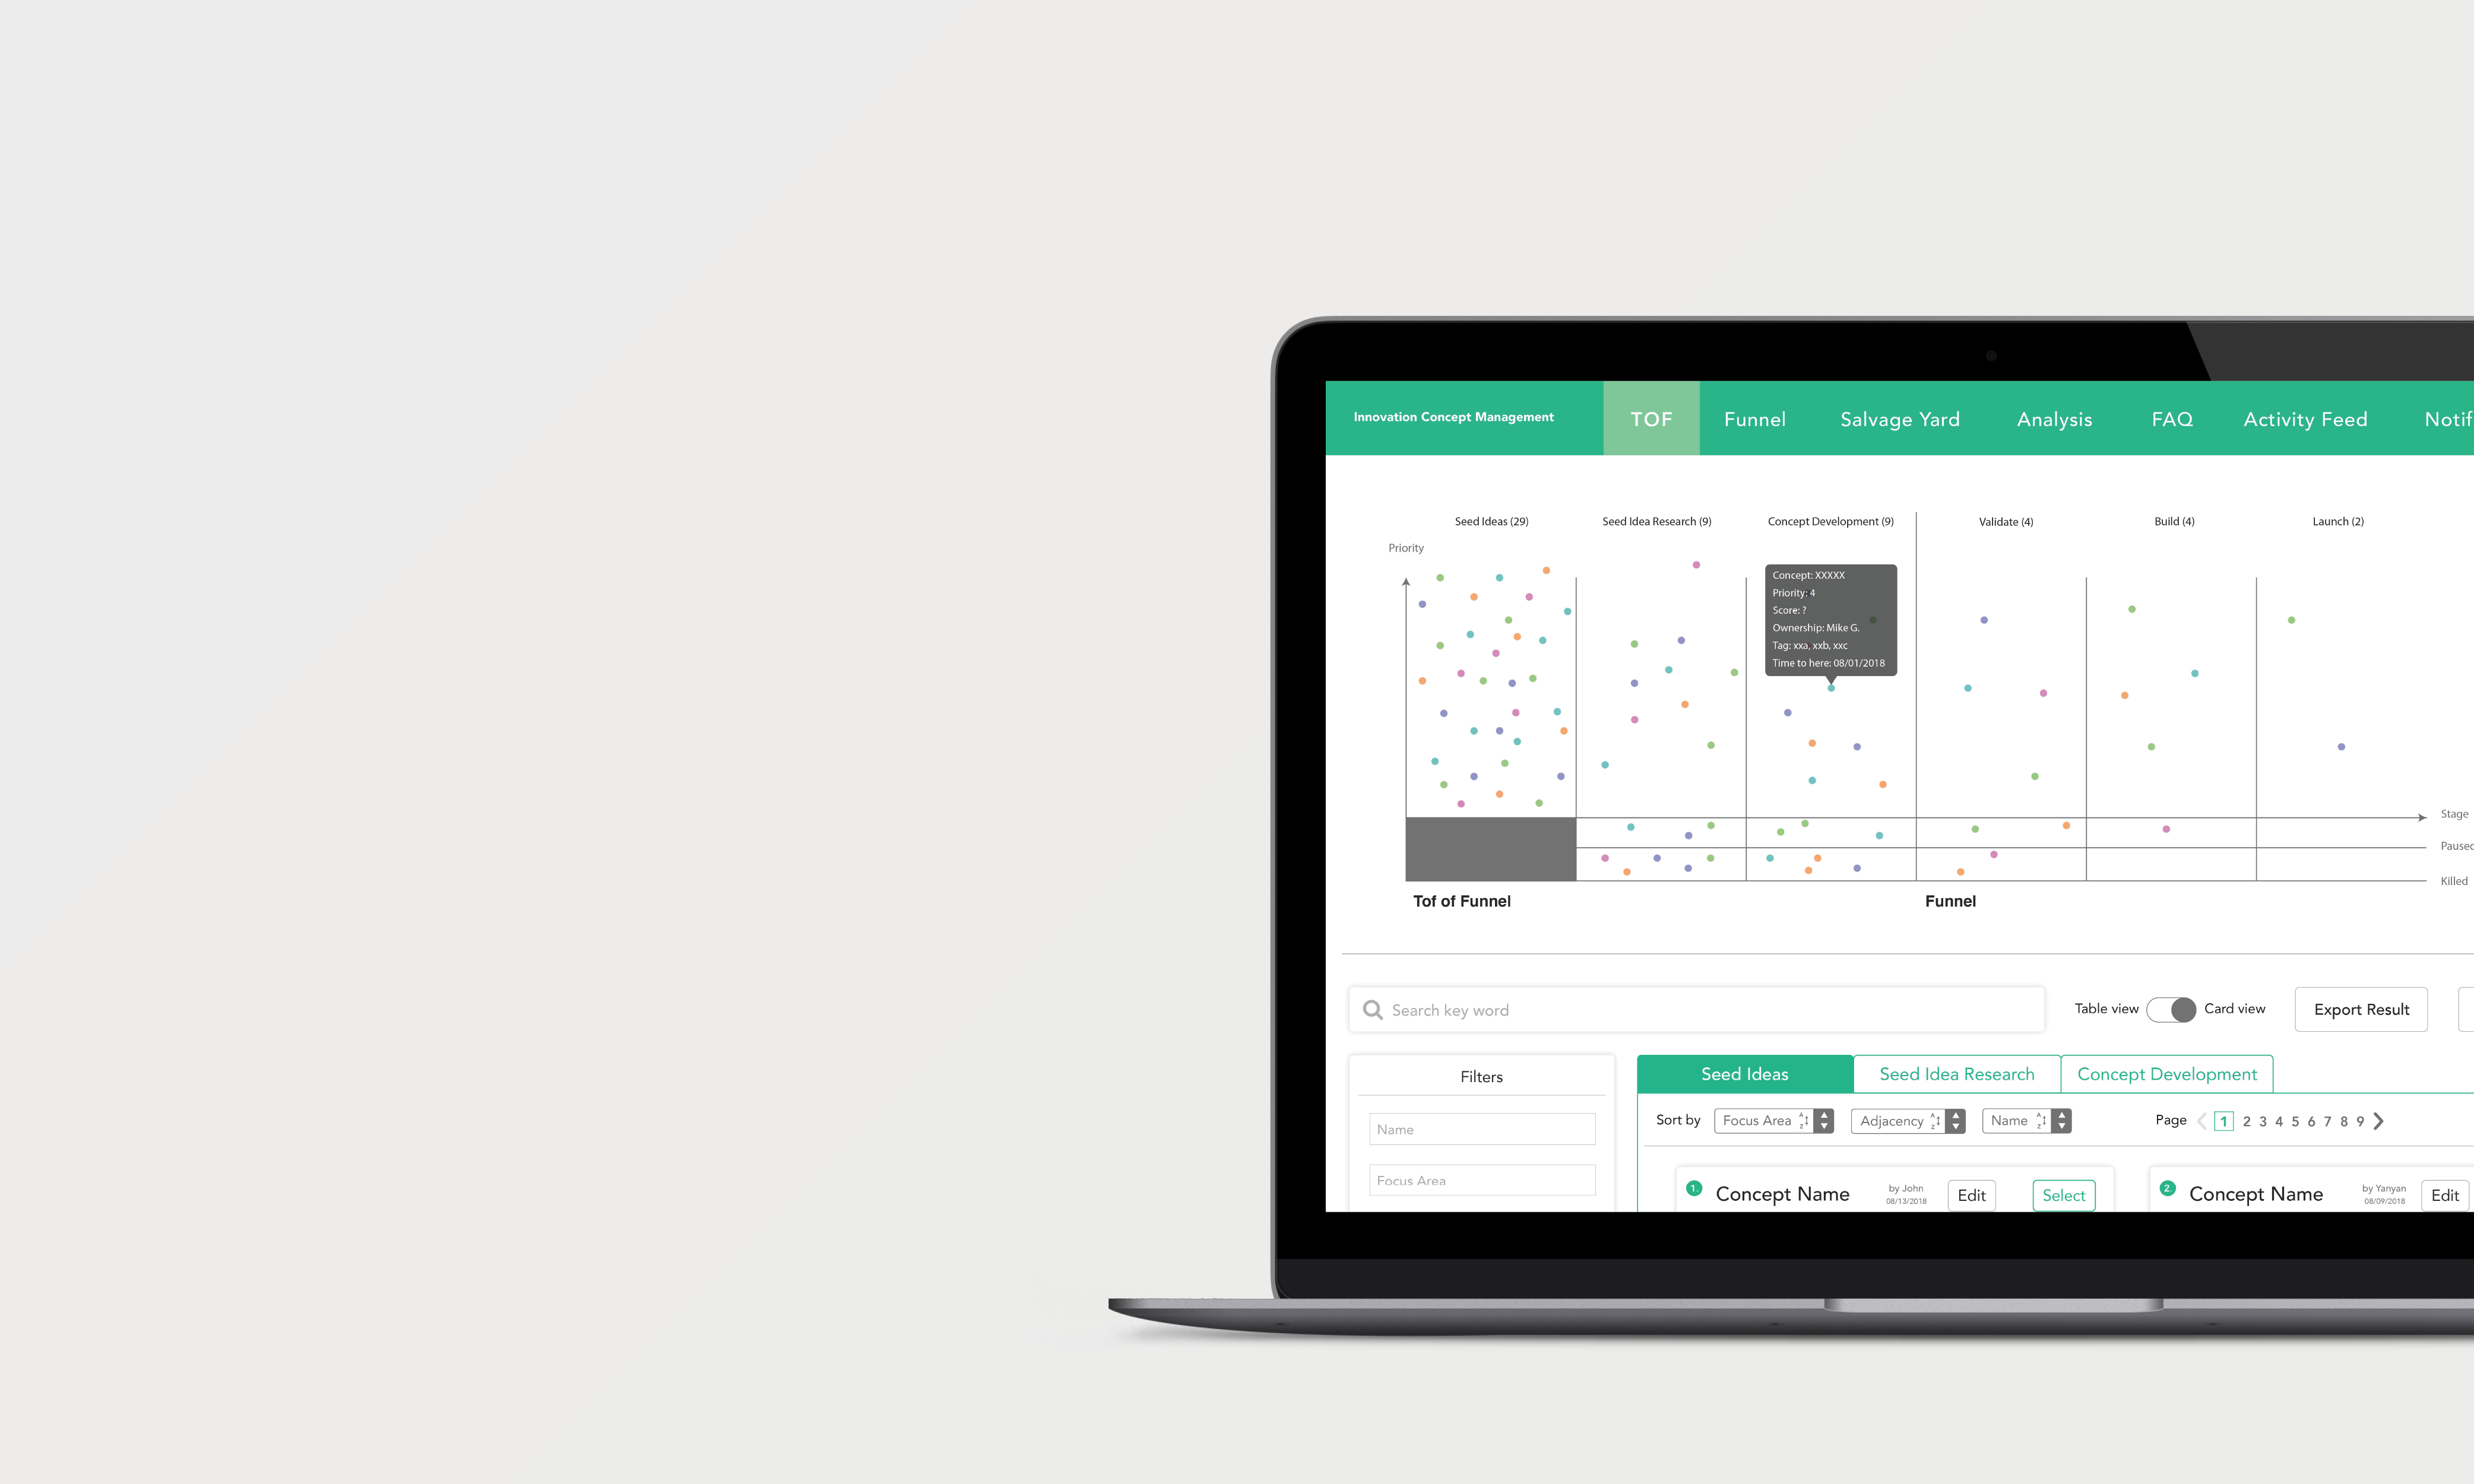 Innovation Concept Management TOF Funnel Salvage Yard Analysis FAQ Activity Feed Notif
Seed Ideas (29) Seed Idea Research (9) Concept Development (9) Validate (4) Build (4) Launch (2)
Priority
Concept: XXXXX
Priority: 4
Score: ?
Ownership: Mike G.
Tag: xxa, xxb, xxc
Time to here: 08/01/2018
Stage
Paused
Killed
Tof of Funnel Funnel
Search key word Table view Card view Export Result
Filters
Name
Focus Area
Seed Ideas Seed Idea Research Concept Development
Sort by Focus Area Adjacency Name Page 1 2 3 4 5 6 7 8 9
1. Concept Name by John 08/13/2018 Edit Select
2. Concept Name by Yanyan 08/09/2018 Edit